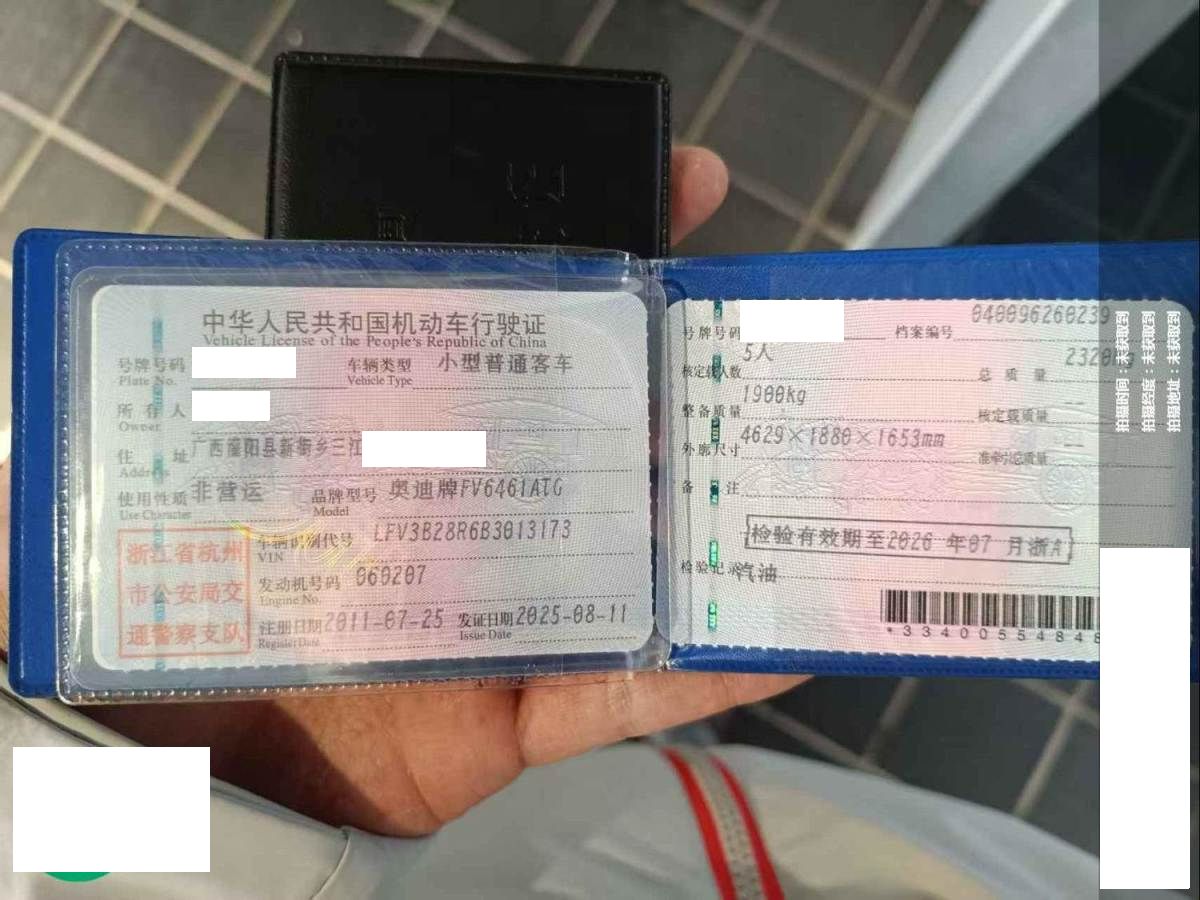 中华人民共和国机动车行驶证
Vehicle License of the People's Republic of China
号牌号码
Plate No.
车辆类型 小型普通客车
Vehicle Type
所有人
Owner
住址 广西灌阳县新街乡三江
Address
使用性质 非营运
Use Character
品牌型号 奥迪牌FV6461ATG
Model
浙江省杭州
市公安局交
通警察支队
车辆识别代号 LFV3B28R6B3013173
VIN
发动机号码 060207
Engine No.
注册日期 2011-07-25
Register Date
发证日期 2025-08-11
Issue Date
号牌号码
档案编号 040096260239
核定载人数 5人
总质量 2320
整备质量 1900kg
核定载质量 --
外廓尺寸 4629×1880×1653mm
准牵引总质量 --
备注
检验有效期至2026 年07 月浙A
检验记录 汽油
*33400554848
拍摄时间：未获取到
拍摄经度：未获取到
拍摄地址：未获取到